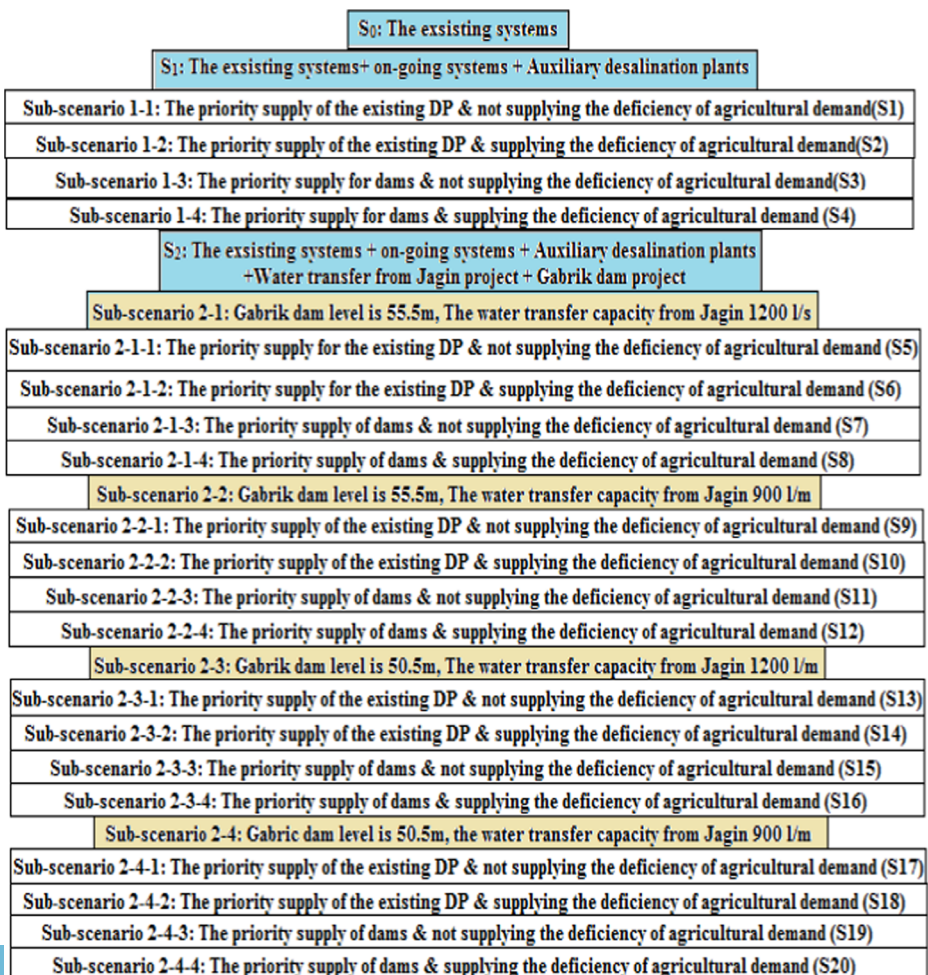 S0: The exsisting systems
S1: The exsisting systems+ on-going systems + Auxiliary desalination plants
Sub-scenario 1-1: The priority supply of the existing DP & not supplying the deficiency of agricultural demand(S1)
Sub-scenario 1-2: The priority supply of the existing DP & supplying the deficiency of agricultural demand(S2)
Sub-scenario 1-3: The priority supply for dams & not supplying the deficiency of agricultural demand(S3)
Sub-scenario 1-4: The priority supply for dams & supplying the deficiency of agricultural demand (S4)
S2: The exsisting systems + on-going systems + Auxiliary desalination plants
+Water transfer from Jagin project + Gabrik dam project
Sub-scenario 2-1: Gabrik dam level is 55.5m, The water transfer capacity from Jagin 1200 l/s
Sub-scenario 2-1-1: The priority supply for the existing DP & not supplying the deficiency of agricultural demand (S5)
Sub-scenario 2-1-2: The priority supply for the existing DP & supplying the deficiency of agricultural demand (S6)
Sub-scenario 2-1-3: The priority supply of dams & not supplying the deficiency of agricultural demand (S7)
Sub-scenario 2-1-4: The priority supply of dams & supplying the deficiency of agricultural demand (S8)
Sub-scenario 2-2: Gabrik dam level is 55.5m, The water transfer capacity from Jagin 900 l/m
Sub-scenario 2-2-1: The priority supply of the existing DP & not supplying the deficiency of agricultural demand (S9)
Sub-scenario 2-2-2: The priority supply of the existing DP & supplying the deficiency of agricultural demand (S10)
Sub-scenario 2-2-3: The priority supply of dams & not supplying the deficiency of agricultural demand (S11)
Sub-scenario 2-2-4: The priority supply of dams & supplying the deficiency of agricultural demand (S12)
Sub-scenario 2-3: Gabrik dam level is 50.5m, The water transfer capacity from Jagin 1200 l/m
Sub-scenario 2-3-1: The priority supply of the existing DP & not supplying the deficiency of agricultural demand (S13)
Sub-scenario 2-3-2: The priority supply of the existing DP & supplying the deficiency of agricultural demand (S14)
Sub-scenario 2-3-3: The priority supply of dams & not supplying the deficiency of agricultural demand (S15)
Sub-scenario 2-3-4: The priority supply of dams & supplying the deficiency of agricultural demand (S16)
Sub-scenario 2-4: Gabric dam level is 50.5m, the water transfer capacity from Jagin 900 l/m
Sub-scenario 2-4-1: The priority supply of the existing DP & not supplying the deficiency of agricultural demand (S17)
Sub-scenario 2-4-2: The priority supply of the existing DP & supplying the deficiency of agricultural demand (S18)
Sub-scenario 2-4-3: The priority supply of dams & not supplying the deficiency of agricultural demand (S19)
Sub-scenario 2-4-4: The priority supply of dams & supplying the deficiency of agricultural demand (S20)